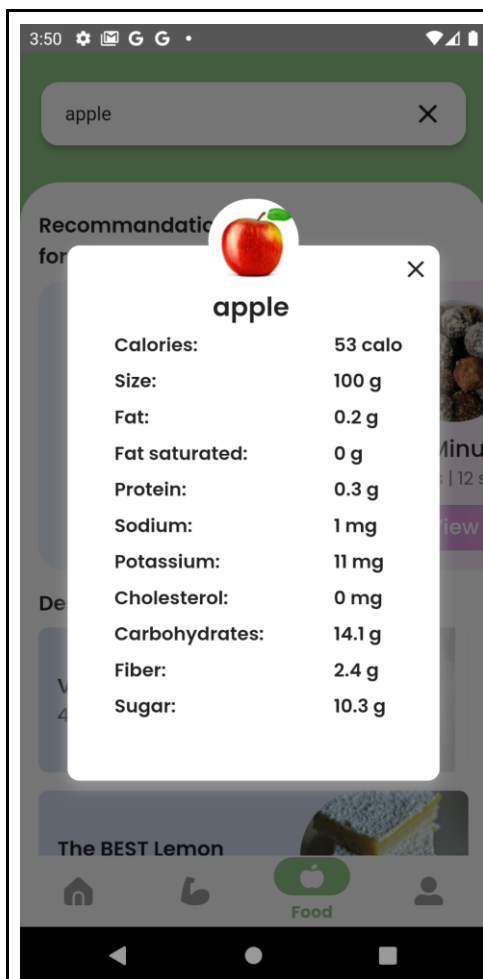 3:50
apple
Recommandatio
for
apple
Calories: 53 calo
Size: 100 g
Fat: 0.2 g
Fat saturated: 0 g
Protein: 0.3 g
Sodium: 1 mg
Potassium: 11 mg
Cholesterol: 0 mg
Carbohydrates: 14.1 g
Fiber: 2.4 g
Sugar: 10.3 g
Minu
| 12 s
View
De
V
4
The BEST Lemon
Food